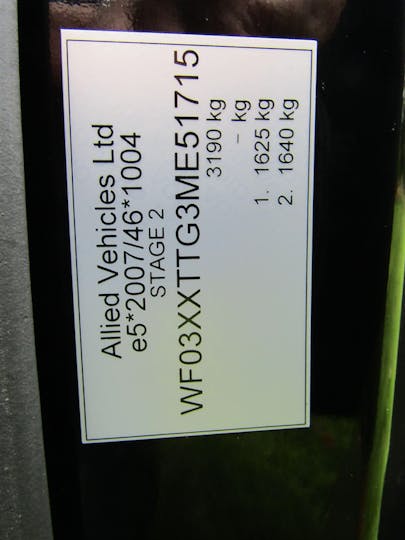 Allied Vehicles Ltd
e5*2007/46*1004
STAGE 2
WF03XXTTG3ME51715
3190 kg
- kg
1. 1625 kg
2. 1640 kg